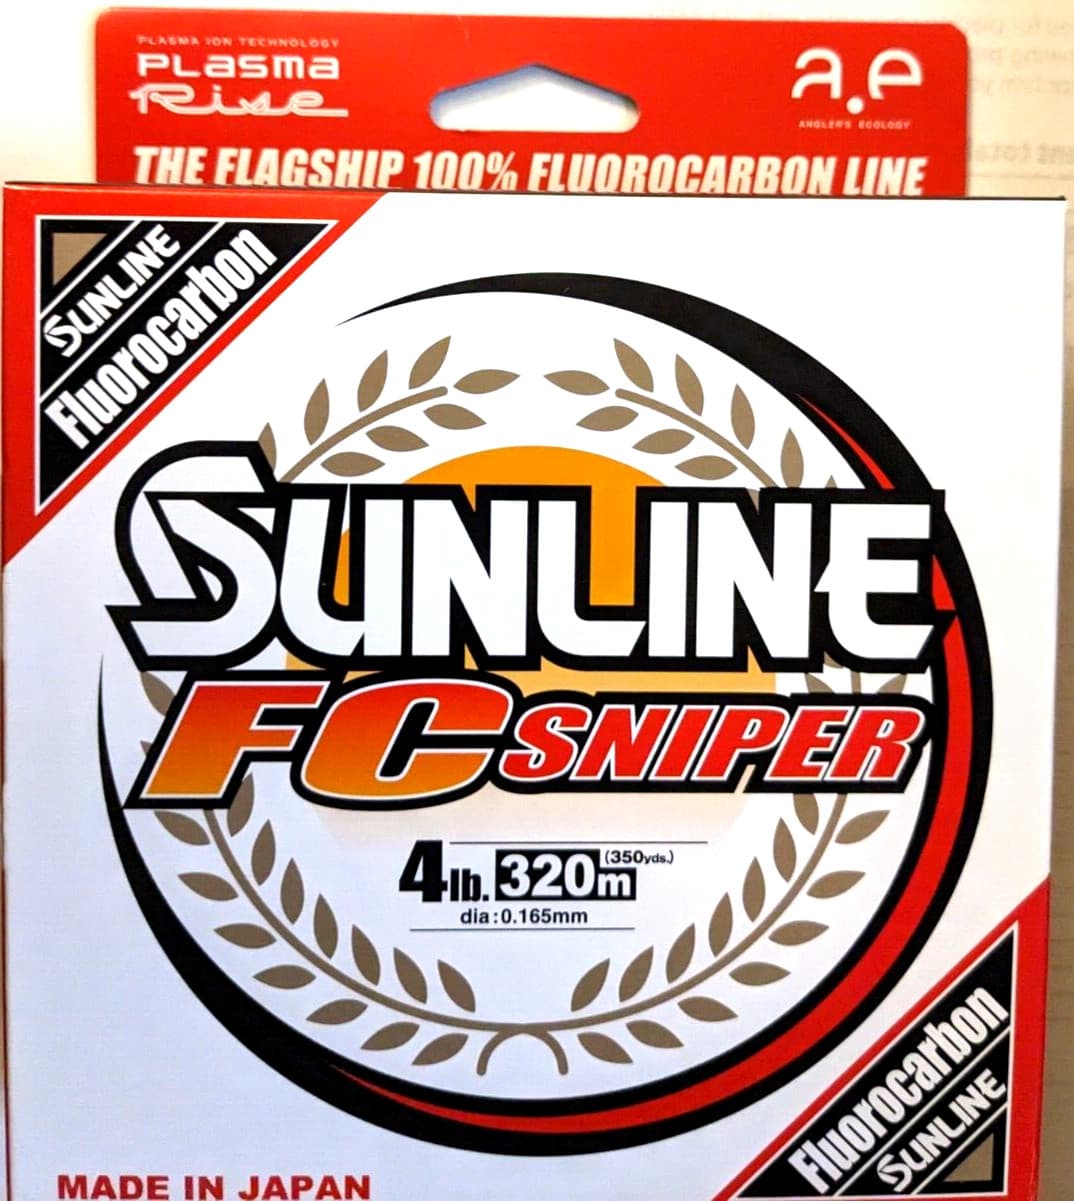 PLASMA ION TECHNOLOGY
PLASMA
Rise
a.e
ANGLER'S ECOLOGY
THE FLAGSHIP 100% FLUOROCARBON LINE
SUNLINE
Fluorocarbon
SUNLINE
FC SNIPER
4lb. 320m (350yds.)
dia:0.165mm
Fluorocarbon
SUNLINE
MADE IN JAPAN